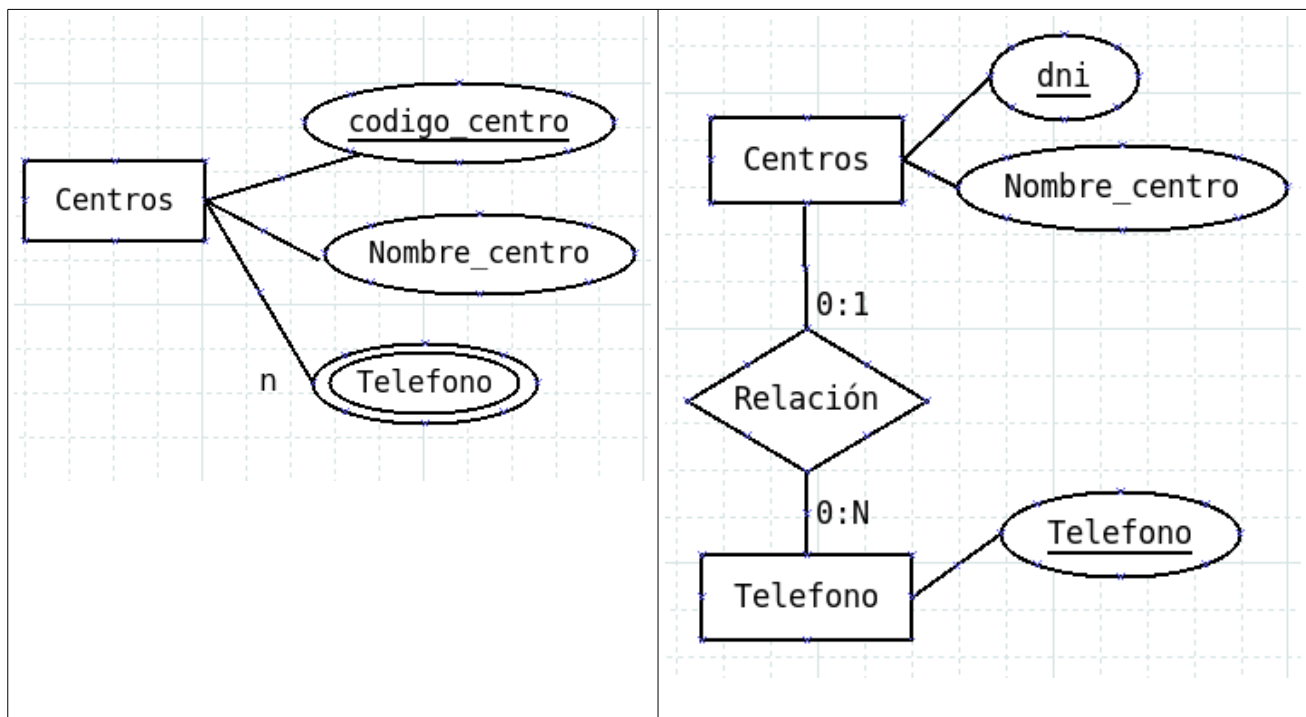 codigo_centro
Centros
Nombre_centro
n
Telefono
dni
Centros
Nombre_centro
0:1
Relación
0:N
Telefono
Telefono